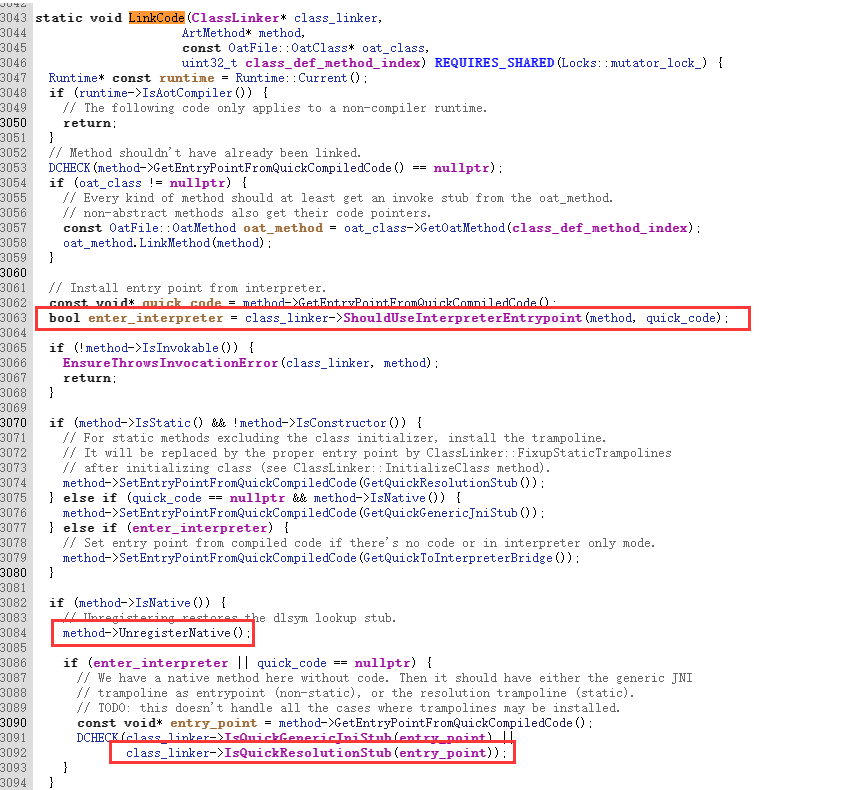 3042
3043 static void LinkCode(ClassLinker* class_linker,
3044                      ArtMethod* method,
3045                      const OatFile::OatClass* oat_class,
3046                      uint32_t class_def_method_index) REQUIRES_SHARED(Locks::mutator_lock_) {
3047   Runtime* const runtime = Runtime::Current();
3048   if (runtime->IsAotCompiler()) {
3049     // The following code only applies to a non-compiler runtime.
3050     return;
3051   }
3052   // Method shouldn't have already been linked.
3053   DCHECK(method->GetEntryPointFromQuickCompiledCode() == nullptr);
3054   if (oat_class != nullptr) {
3055     // Every kind of method should at least get an invoke stub from the oat_method.
3056     // non-abstract methods also get their code pointers.
3057     const OatFile::OatMethod oat_method = oat_class->GetOatMethod(class_def_method_index);
3058     oat_method.LinkMethod(method);
3059   }
3060
3061   // Install entry point from interpreter.
3062   const void* quick_code = method->GetEntryPointFromQuickCompiledCode();
3063   bool enter_interpreter = class_linker->ShouldUseInterpreterEntrypoint(method, quick_code);
3064
3065   if (!method->IsInvokable()) {
3066     EnsureThrowsInvocationError(class_linker, method);
3067     return;
3068   }
3069
3070   if (method->IsStatic() && !method->IsConstructor()) {
3071     // For static methods excluding the class initializer, install the trampoline.
3072     // It will be replaced by the proper entry point by ClassLinker::FixupStaticTrampolines
3073     // after initializing class (see ClassLinker::InitializeClass method).
3074     method->SetEntryPointFromQuickCompiledCode(GetQuickResolutionStub());
3075   } else if (quick_code == nullptr && method->IsNative()) {
3076     method->SetEntryPointFromQuickCompiledCode(GetQuickGenericJniStub());
3077   } else if (enter_interpreter) {
3078     // Set entry point from compiled code if there's no code or in interpreter only mode.
3079     method->SetEntryPointFromQuickCompiledCode(GetQuickToInterpreterBridge());
3080   }
3081
3082   if (method->IsNative()) {
3083     // Unregistering restores the dlsym lookup stub.
3084     method->UnregisterNative();
3085
3086     if (enter_interpreter || quick_code == nullptr) {
3087       // We have a native method here without code. Then it should have either the generic JNI
3088       // trampoline as entrypoint (non-static), or the resolution trampoline (static).
3089       // TODO: this doesn't handle all the cases where trampolines may be installed.
3090       const void* entry_point = method->GetEntryPointFromQuickCompiledCode();
3091       DCHECK(class_linker->IsQuickGenericJniStub(entry_point) ||
3092              class_linker->IsQuickResolutionStub(entry_point));
3093     }
3094   }